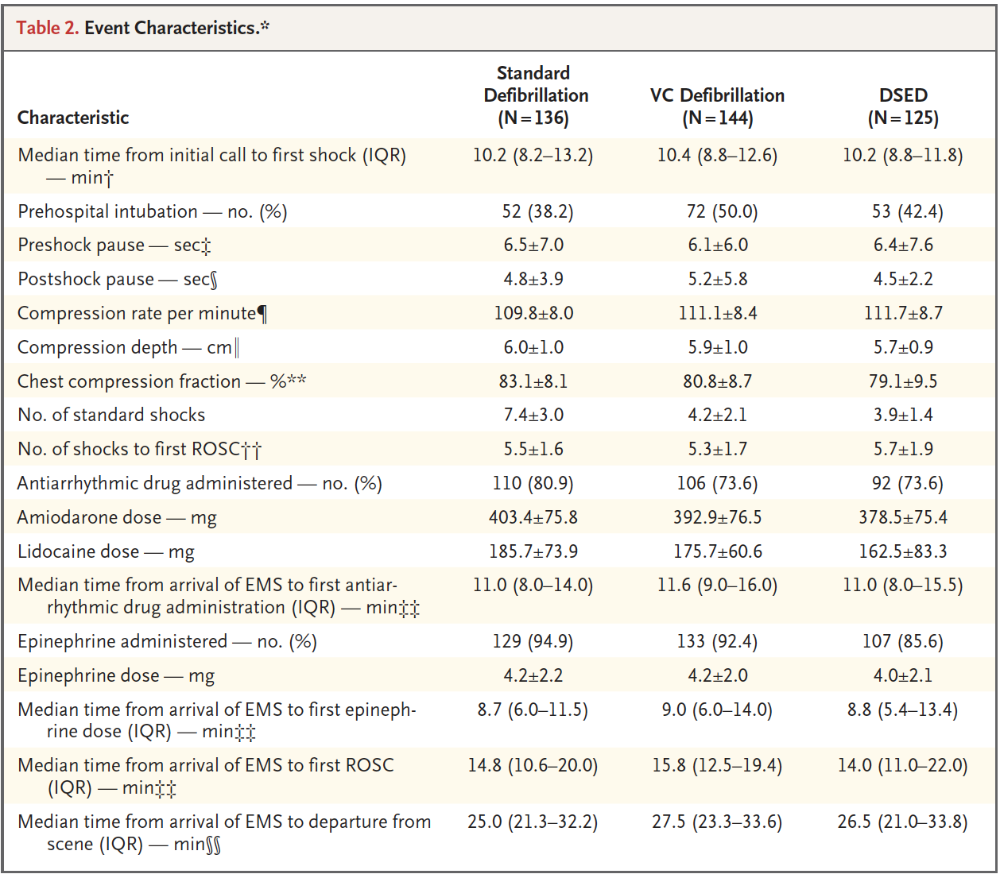 Table 2. Event Characteristics.*
Characteristic Standard Defibrillation (N=136) VC Defibrillation (N=144) DSED (N=125)
Median time from initial call to first shock (IQR) — min† 10.2 (8.2–13.2) 10.4 (8.8–12.6) 10.2 (8.8–11.8)
Prehospital intubation — no. (%) 52 (38.2) 72 (50.0) 53 (42.4)
Preshock pause — sec‡ 6.5±7.0 6.1±6.0 6.4±7.6
Postshock pause — sec§ 4.8±3.9 5.2±5.8 4.5±2.2
Compression rate per minute¶ 109.8±8.0 111.1±8.4 111.7±8.7
Compression depth — cm‖ 6.0±1.0 5.9±1.0 5.7±0.9
Chest compression fraction — %** 83.1±8.1 80.8±8.7 79.1±9.5
No. of standard shocks 7.4±3.0 4.2±2.1 3.9±1.4
No. of shocks to first ROSC†† 5.5±1.6 5.3±1.7 5.7±1.9
Antiarrhythmic drug administered — no. (%) 110 (80.9) 106 (73.6) 92 (73.6)
Amiodarone dose — mg 403.4±75.8 392.9±76.5 378.5±75.4
Lidocaine dose — mg 185.7±73.9 175.7±60.6 162.5±83.3
Median time from arrival of EMS to first antiar- 11.0 (8.0–14.0) 11.6 (9.0–16.0) 11.0 (8.0–15.5)
rhythmic drug administration (IQR) — min‡‡
Epinephrine administered — no. (%) 129 (94.9) 133 (92.4) 107 (85.6)
Epinephrine dose — mg 4.2±2.2 4.2±2.0 4.0±2.1
Median time from arrival of EMS to first epineph- 8.7 (6.0–11.5) 9.0 (6.0–14.0) 8.8 (5.4–13.4)
rine dose (IQR) — min‡‡
Median time from arrival of EMS to first ROSC 14.8 (10.6–20.0) 15.8 (12.5–19.4) 14.0 (11.0–22.0)
(IQR) — min‡‡
Median time from arrival of EMS to departure from 25.0 (21.3–32.2) 27.5 (23.3–33.6) 26.5 (21.0–33.8)
scene (IQR) — min§§